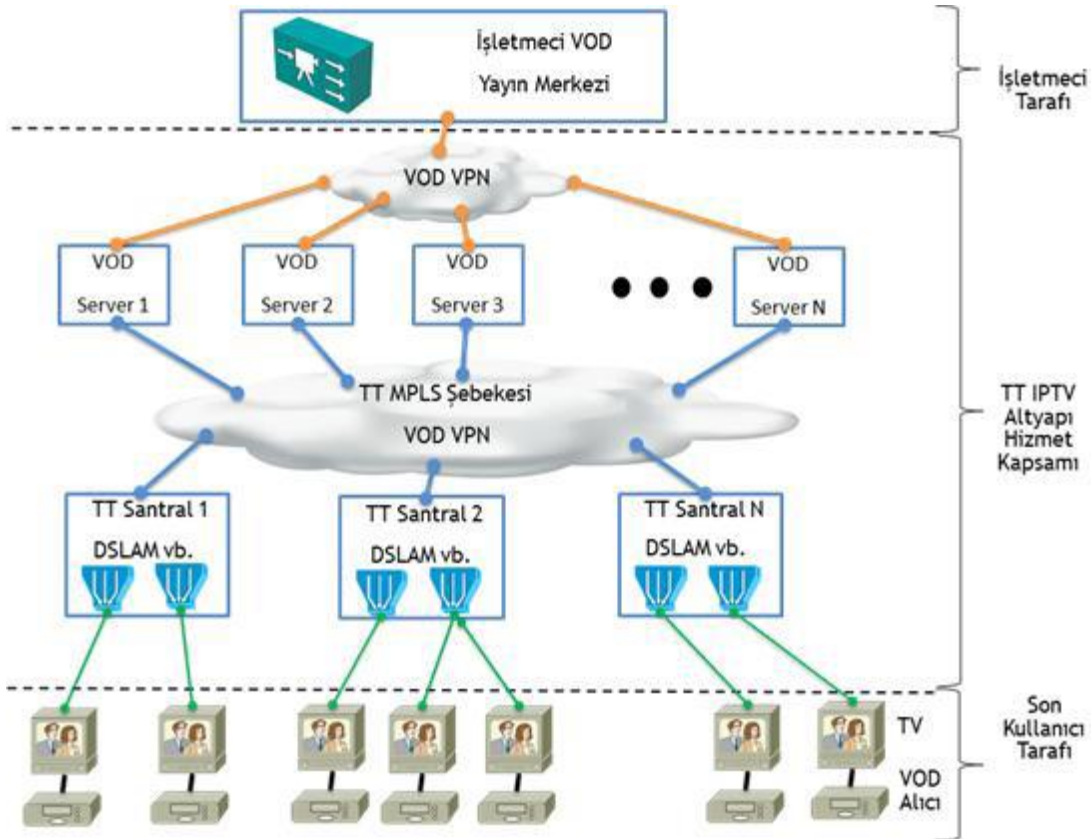 İşletmeci VOD
Yayın Merkezi
İşletmeci
Tarafı
VOD VPN
VOD
Server 1
VOD
Server 2
VOD
Server 3
VOD
Server N
TT MPLS Şebekesi
VOD VPN
TT IPTV
Altyapı
Hizmet
Kapsamı
TT Santral 1
DSLAM vb.
TT Santral 2
DSLAM vb.
TT Santral N
DSLAM vb.
TV
VOD
Alıcı
Son
Kullanıcı
Tarafı